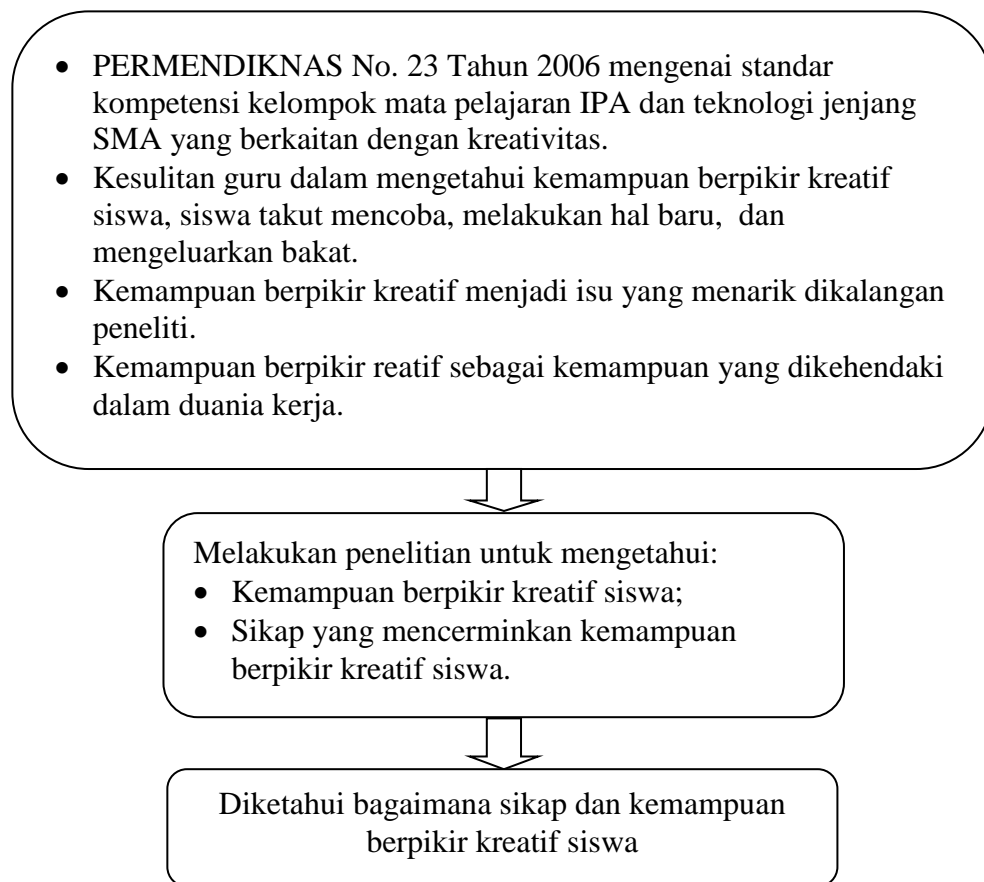 • PERMENDIKNAS No. 23 Tahun 2006 mengenai standar
kompetensi kelompok mata pelajaran IPA dan teknologi jenjang
SMA yang berkaitan dengan kreativitas.
• Kesulitan guru dalam mengetahui kemampuan berpikir kreatif
siswa, siswa takut mencoba, melakukan hal baru, dan
mengeluarkan bakat.
• Kemampuan berpikir kreatif menjadi isu yang menarik dikalangan
peneliti.
• Kemampuan berpikir reatif sebagai kemampuan yang dikehendaki
dalam duania kerja.
Melakukan penelitian untuk mengetahui:
• Kemampuan berpikir kreatif siswa;
• Sikap yang mencerminkan kemampuan
berpikir kreatif siswa.
Diketahui bagaimana sikap dan kemampuan
berpikir kreatif siswa